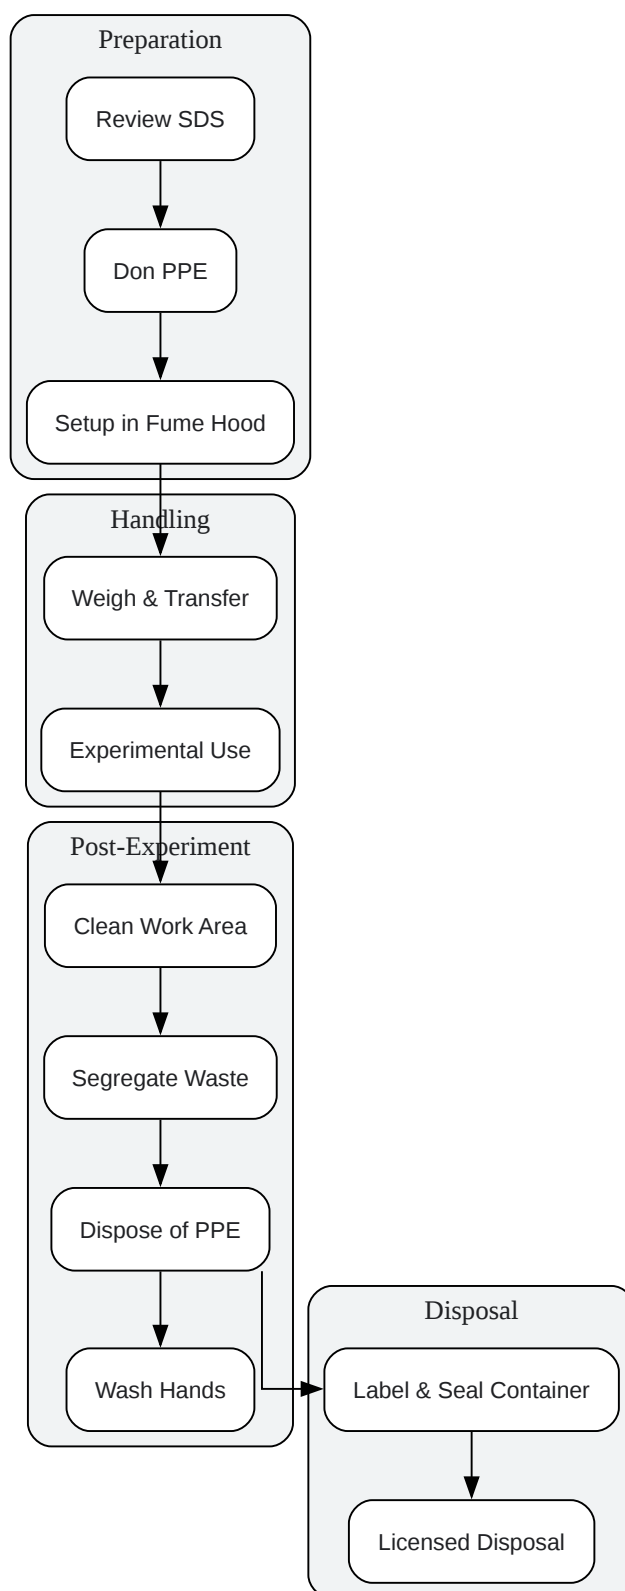 Preparation
Review SDS
Don PPE
Setup in Fume Hood
Handling
Weigh & Transfer
Experimental Use
Post-Experiment
Clean Work Area
Segregate Waste
Dispose of PPE
Wash Hands
Disposal
Label & Seal Container
Licensed Disposal